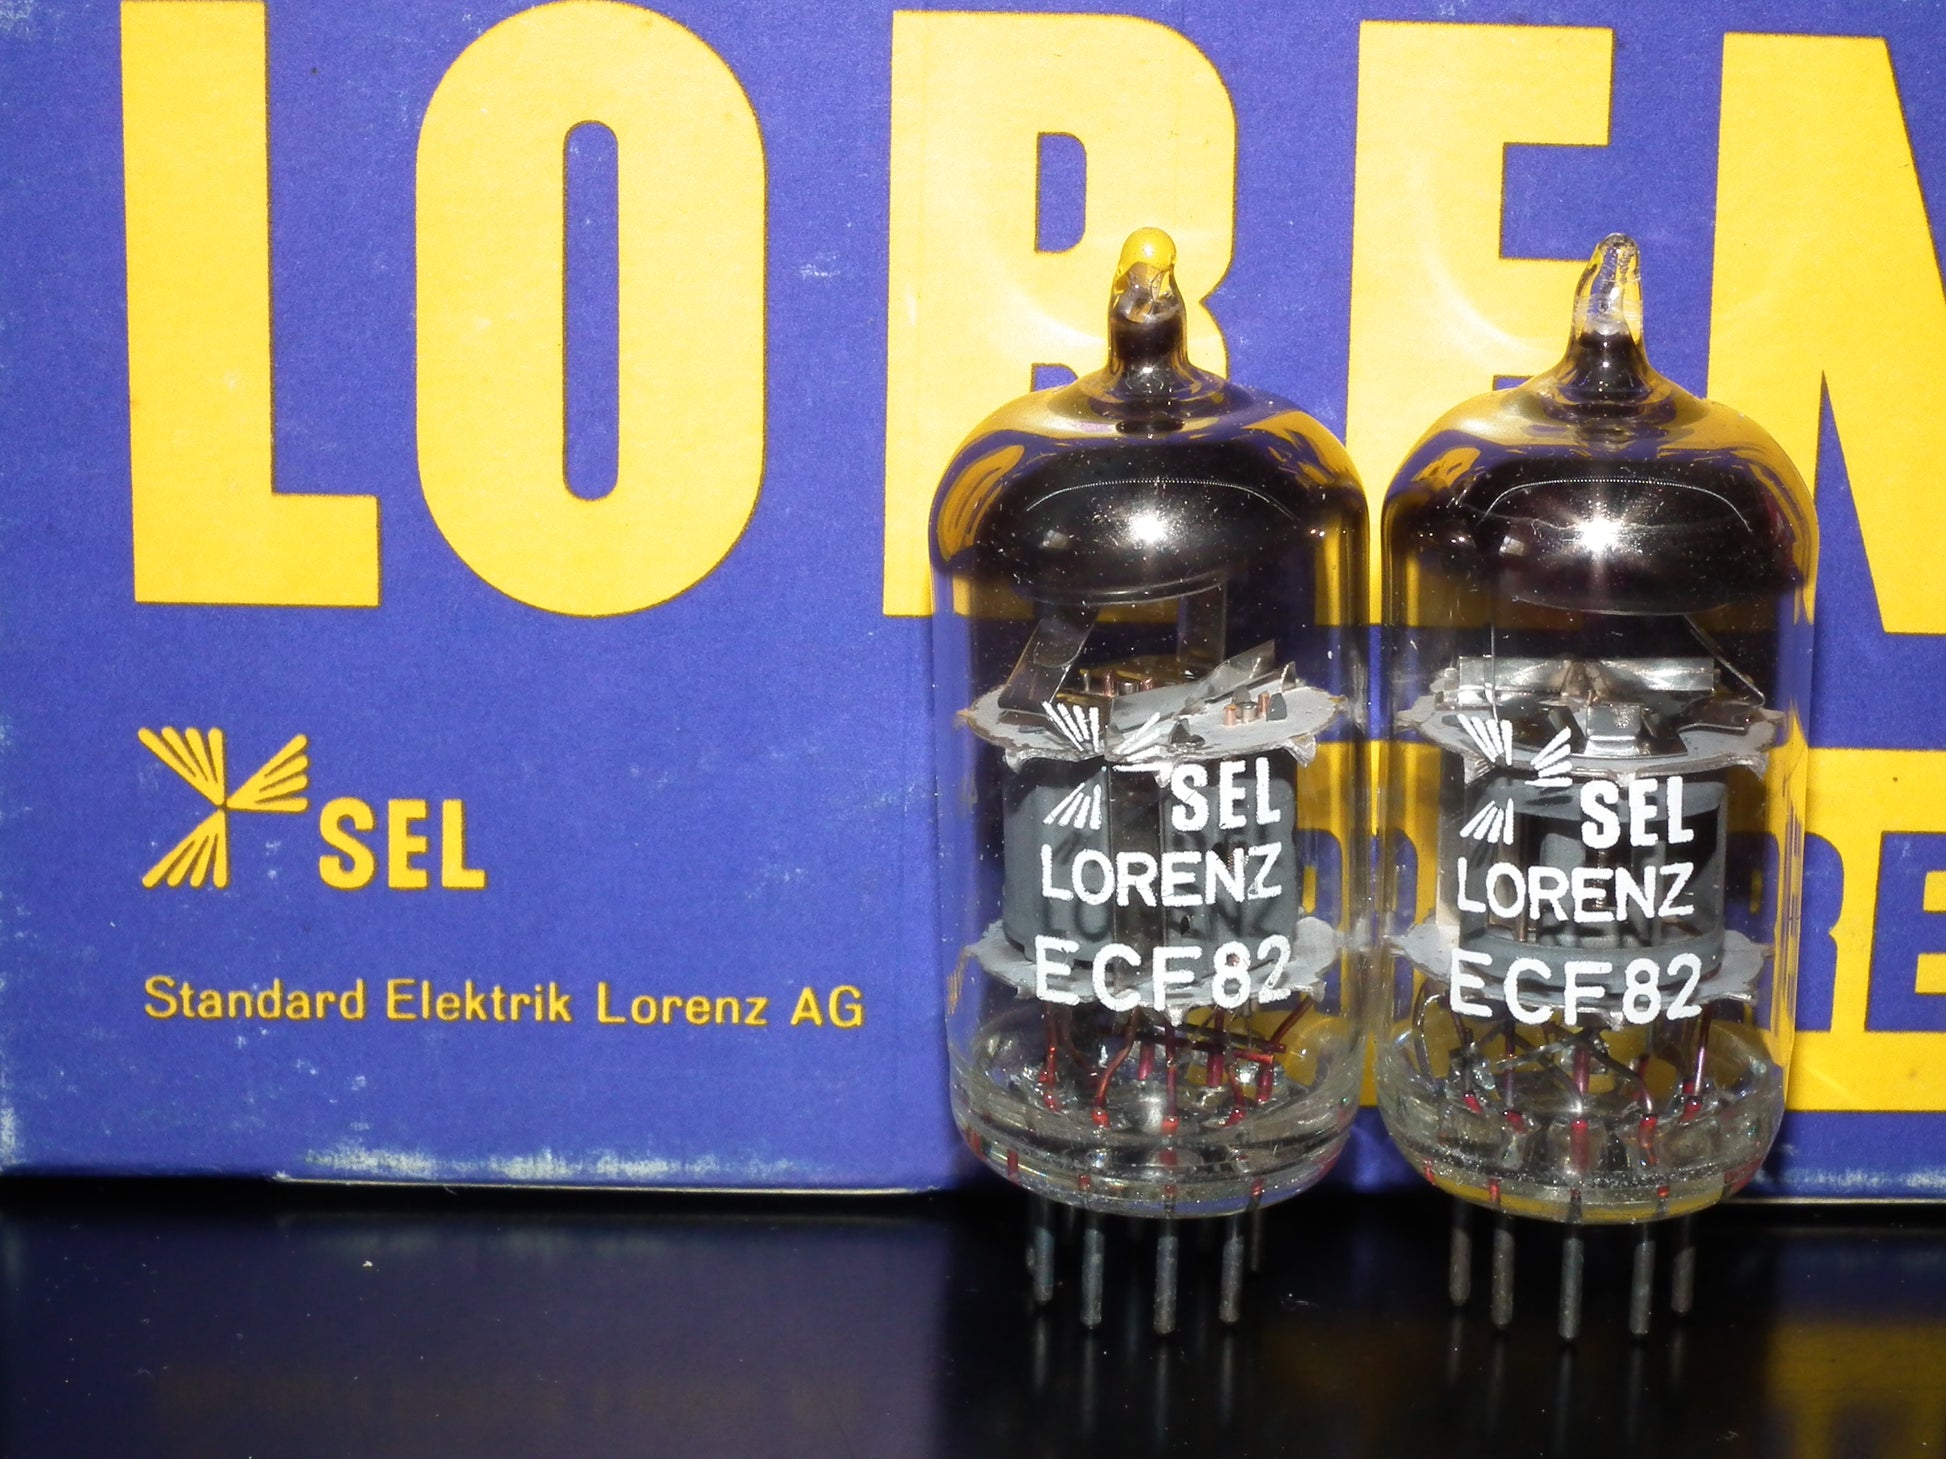 LOREN
SEL
Standard Elektrik Lorenz AG
SEL
LORENZ
ECF82
SEL
LORENZ
ECF82